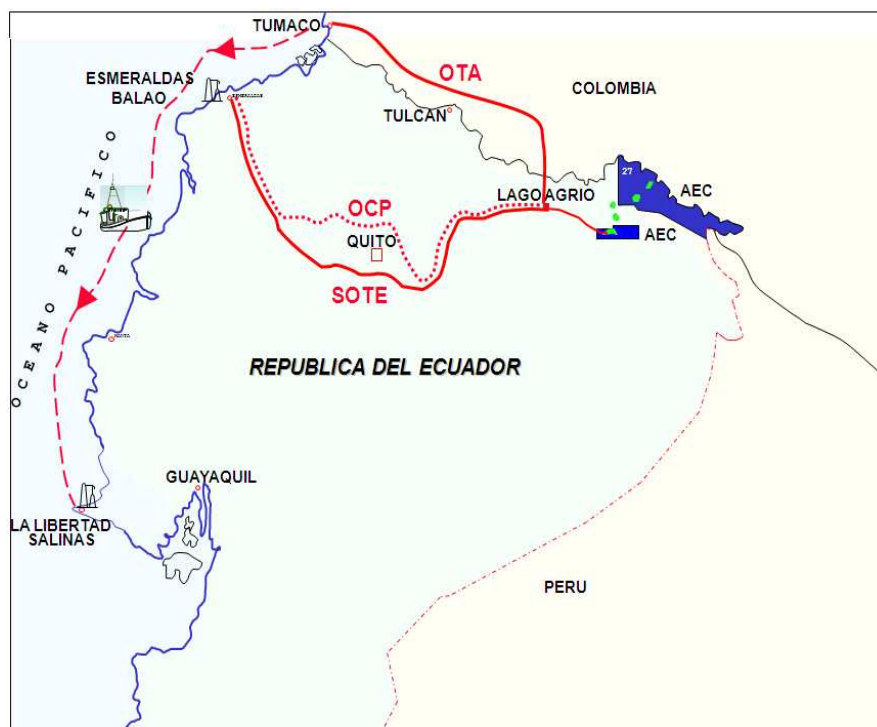 TUMACO
ESMERALDAS
BALAO
OTA
COLOMBIA
TULCAN
27
AEC
LAGO AGRIO
OCP
AEC
QUITO
SOTE
OCEANO PACIFICO
REPUBLICA DEL ECUADOR
GUAYAQUIL
LA LIBERTAD
SALINAS
PERU